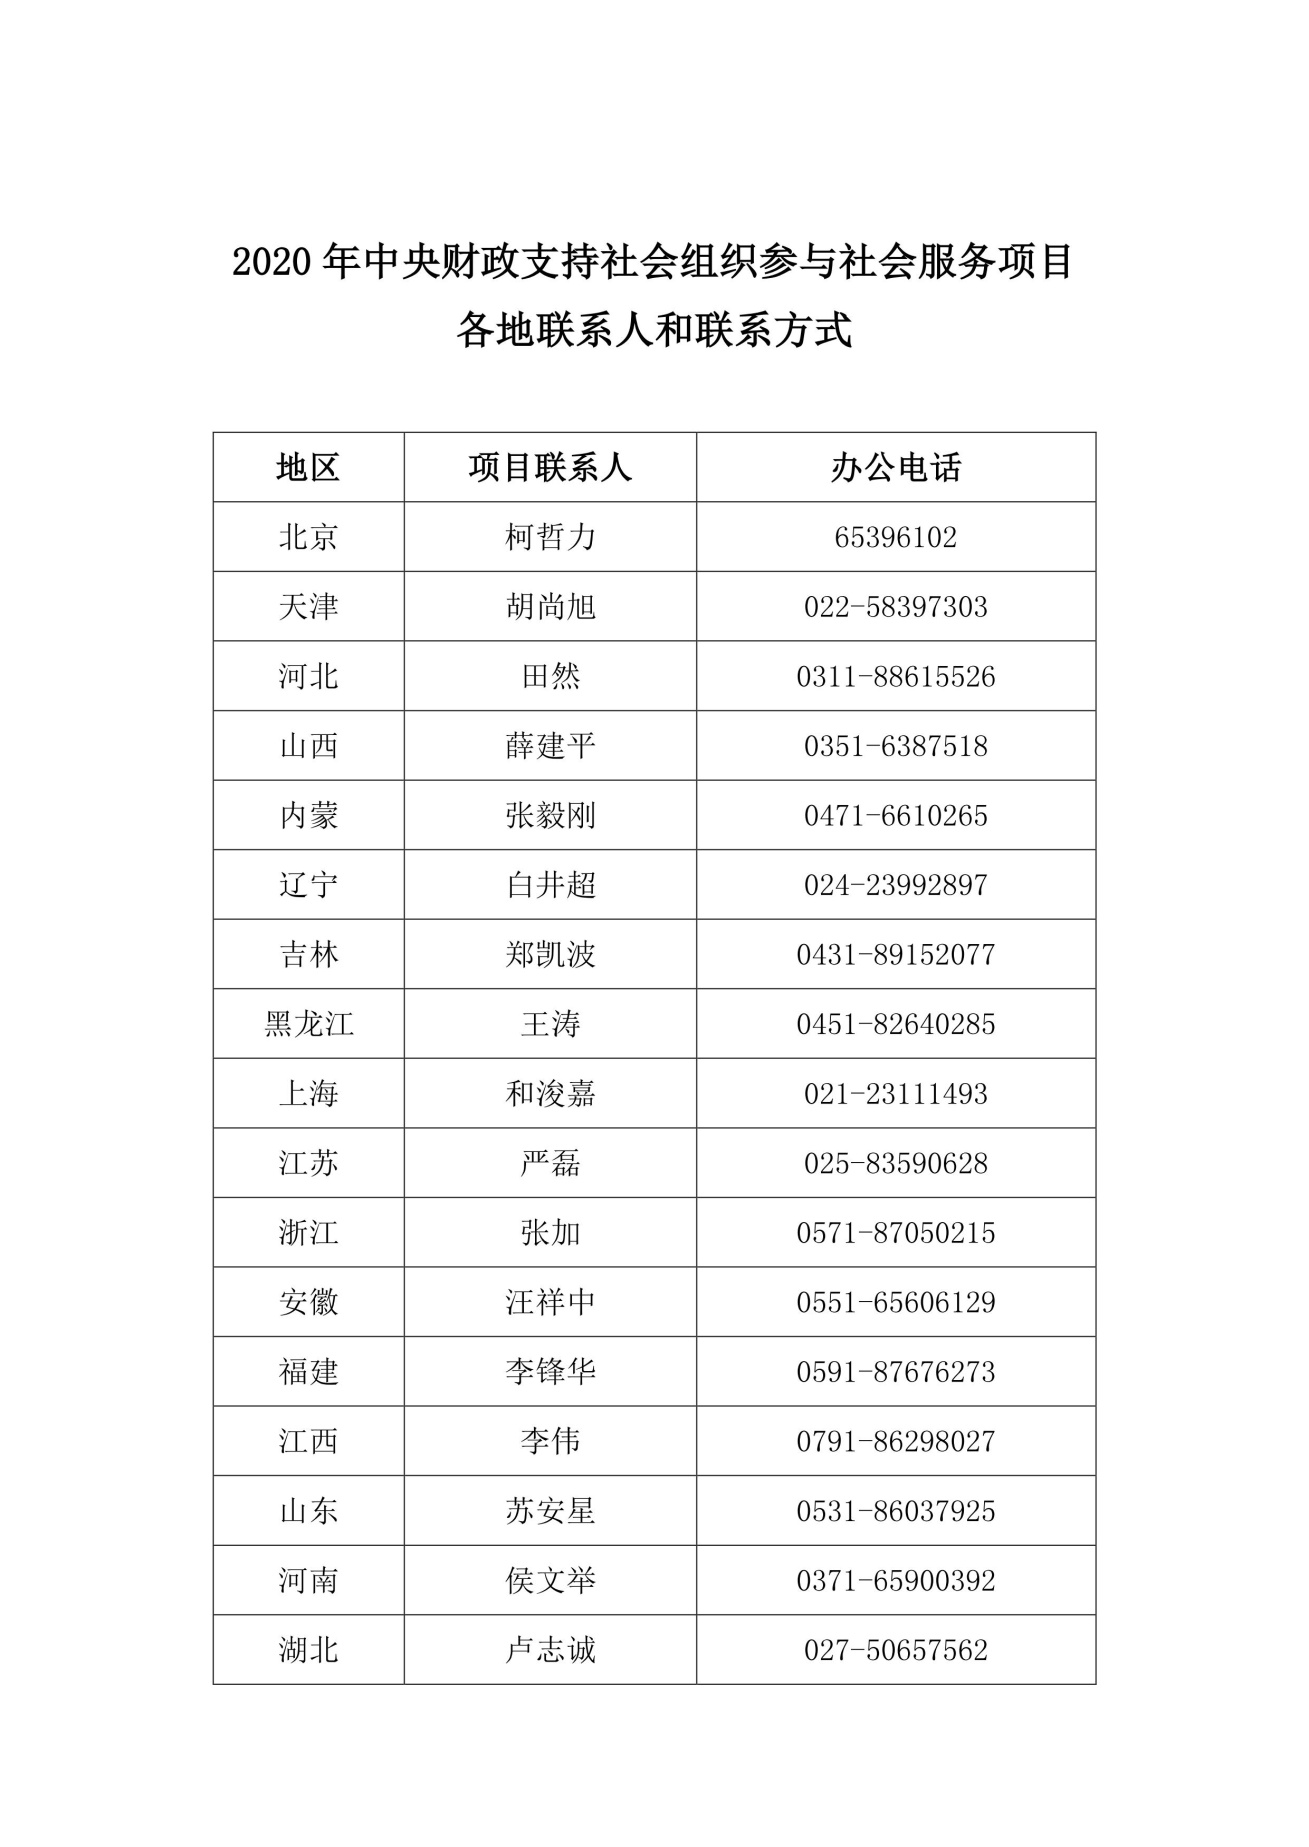 2020 年中央财政支持社会组织参与社会服务项目
各地联系人和联系方式
地区 项目联系人 办公电话
北京 柯哲力 65396102
天津 胡尚旭 022-58397303
河北 田然 0311-88615526
山西 薛建平 0351-6387518
内蒙 张毅刚 0471-6610265
辽宁 白井超 024-23992897
吉林 郑凯波 0431-89152077
黑龙江 王涛 0451-82640285
上海 和浚嘉 021-23111493
江苏 严磊 025-83590628
浙江 张加 0571-87050215
安徽 汪祥中 0551-65606129
福建 李锋华 0591-87676273
江西 李伟 0791-86298027
山东 苏安星 0531-86037925
河南 侯文举 0371-65900392
湖北 卢志诚 027-50657562